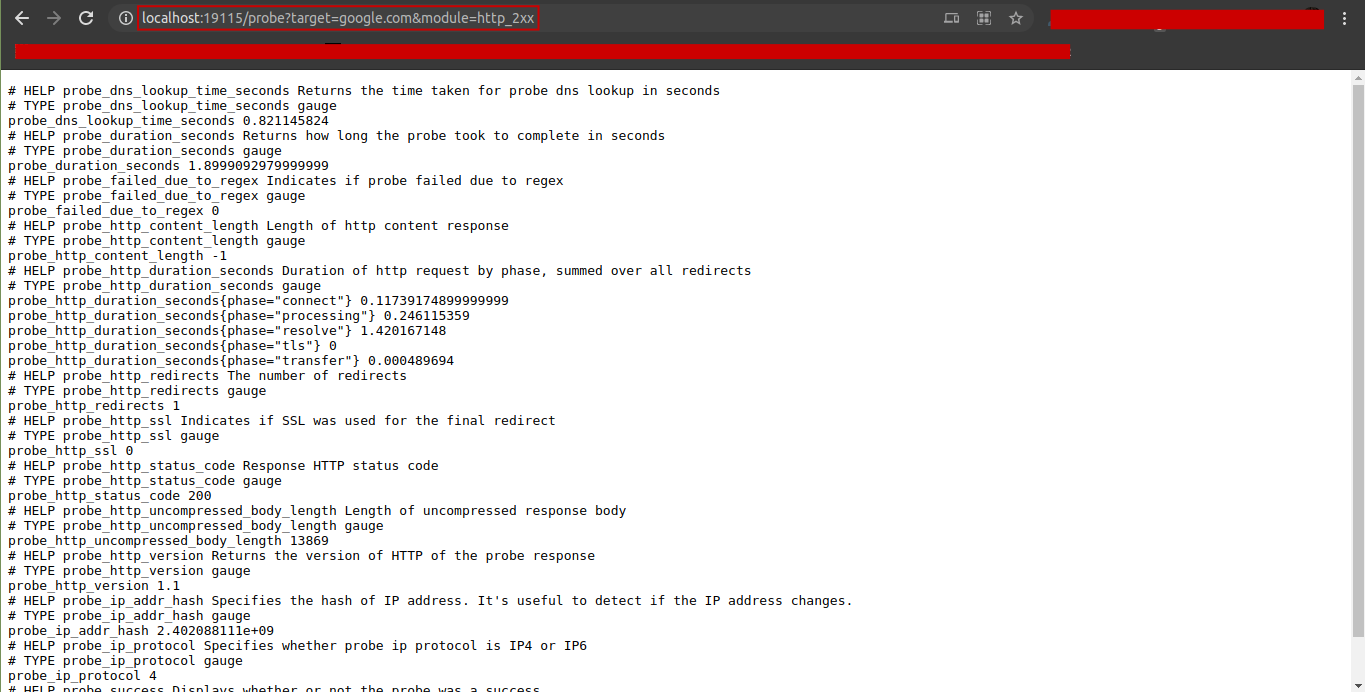 localhost:19115/probe?target=google.com&module=http_2xx
# HELP probe_dns_lookup_time_seconds Returns the time taken for probe dns lookup in seconds
# TYPE probe_dns_lookup_time_seconds gauge
probe_dns_lookup_time_seconds 0.821145824
# HELP probe_duration_seconds Returns how long the probe took to complete in seconds
# TYPE probe_duration_seconds gauge
probe_duration_seconds 1.8999092979999999
# HELP probe_failed_due_to_regex Indicates if probe failed due to regex
# TYPE probe_failed_due_to_regex gauge
probe_failed_due_to_regex 0
# HELP probe_http_content_length Length of http content response
# TYPE probe_http_content_length gauge
probe_http_content_length -1
# HELP probe_http_duration_seconds Duration of http request by phase, summed over all redirects
# TYPE probe_http_duration_seconds gauge
probe_http_duration_seconds{phase="connect"} 0.11739174899999999
probe_http_duration_seconds{phase="processing"} 0.246115359
probe_http_duration_seconds{phase="resolve"} 1.420167148
probe_http_duration_seconds{phase="tls"} 0
probe_http_duration_seconds{phase="transfer"} 0.000489694
# HELP probe_http_redirects The number of redirects
# TYPE probe_http_redirects gauge
probe_http_redirects 1
# HELP probe_http_ssl Indicates if SSL was used for the final redirect
# TYPE probe_http_ssl gauge
probe_http_ssl 0
# HELP probe_http_status_code Response HTTP status code
# TYPE probe_http_status_code gauge
probe_http_status_code 200
# HELP probe_http_uncompressed_body_length Length of uncompressed response body
# TYPE probe_http_uncompressed_body_length gauge
probe_http_uncompressed_body_length 13869
# HELP probe_http_version Returns the version of HTTP of the probe response
# TYPE probe_http_version gauge
probe_http_version 1.1
# HELP probe_ip_addr_hash Specifies the hash of IP address. It's useful to detect if the IP address changes.
# TYPE probe_ip_addr_hash gauge
probe_ip_addr_hash 2.402088111e+09
# HELP probe_ip_protocol Specifies whether probe ip protocol is IP4 or IP6
# TYPE probe_ip_protocol gauge
probe_ip_protocol 4
# HELP probe_success Displays whether or not the probe was a success